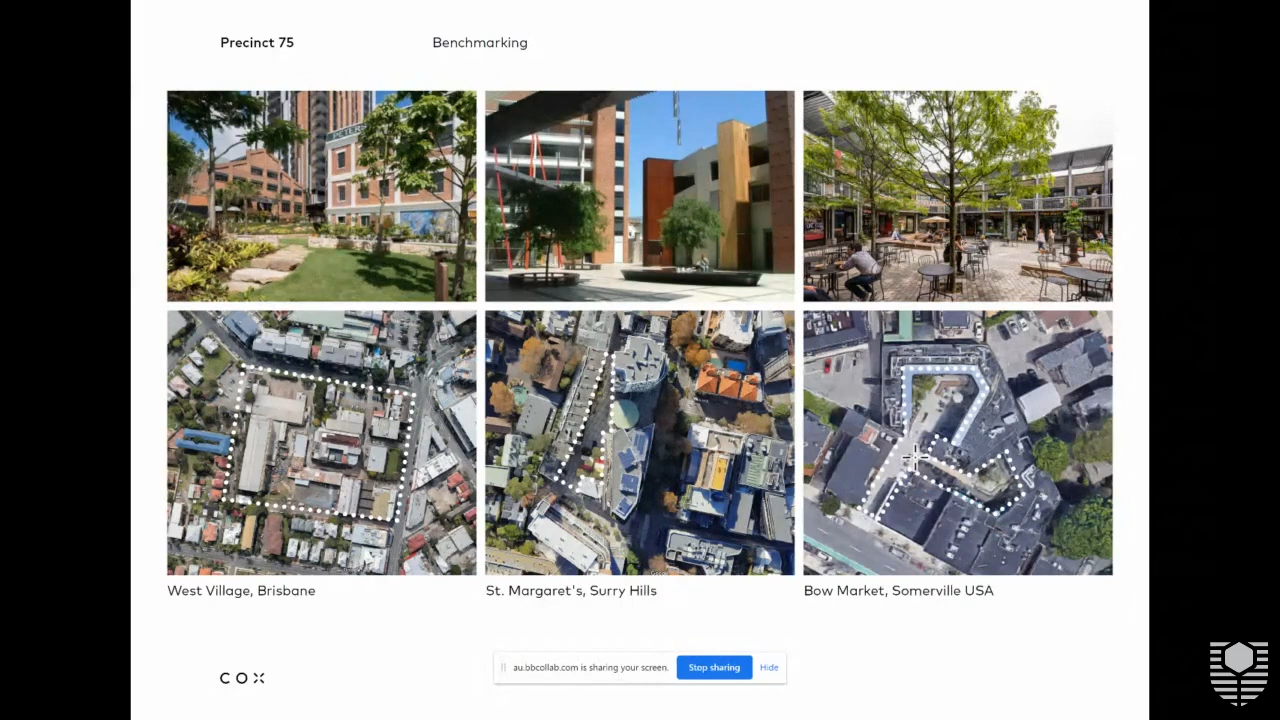 Precinct 75
Benchmarking
PETERS
West Village, Brisbane
St. Margaret's, Surry Hills
Bow Market, Somerville USA
au.bbcollab.com is sharing your screen.
Stop sharing
Hide
COX